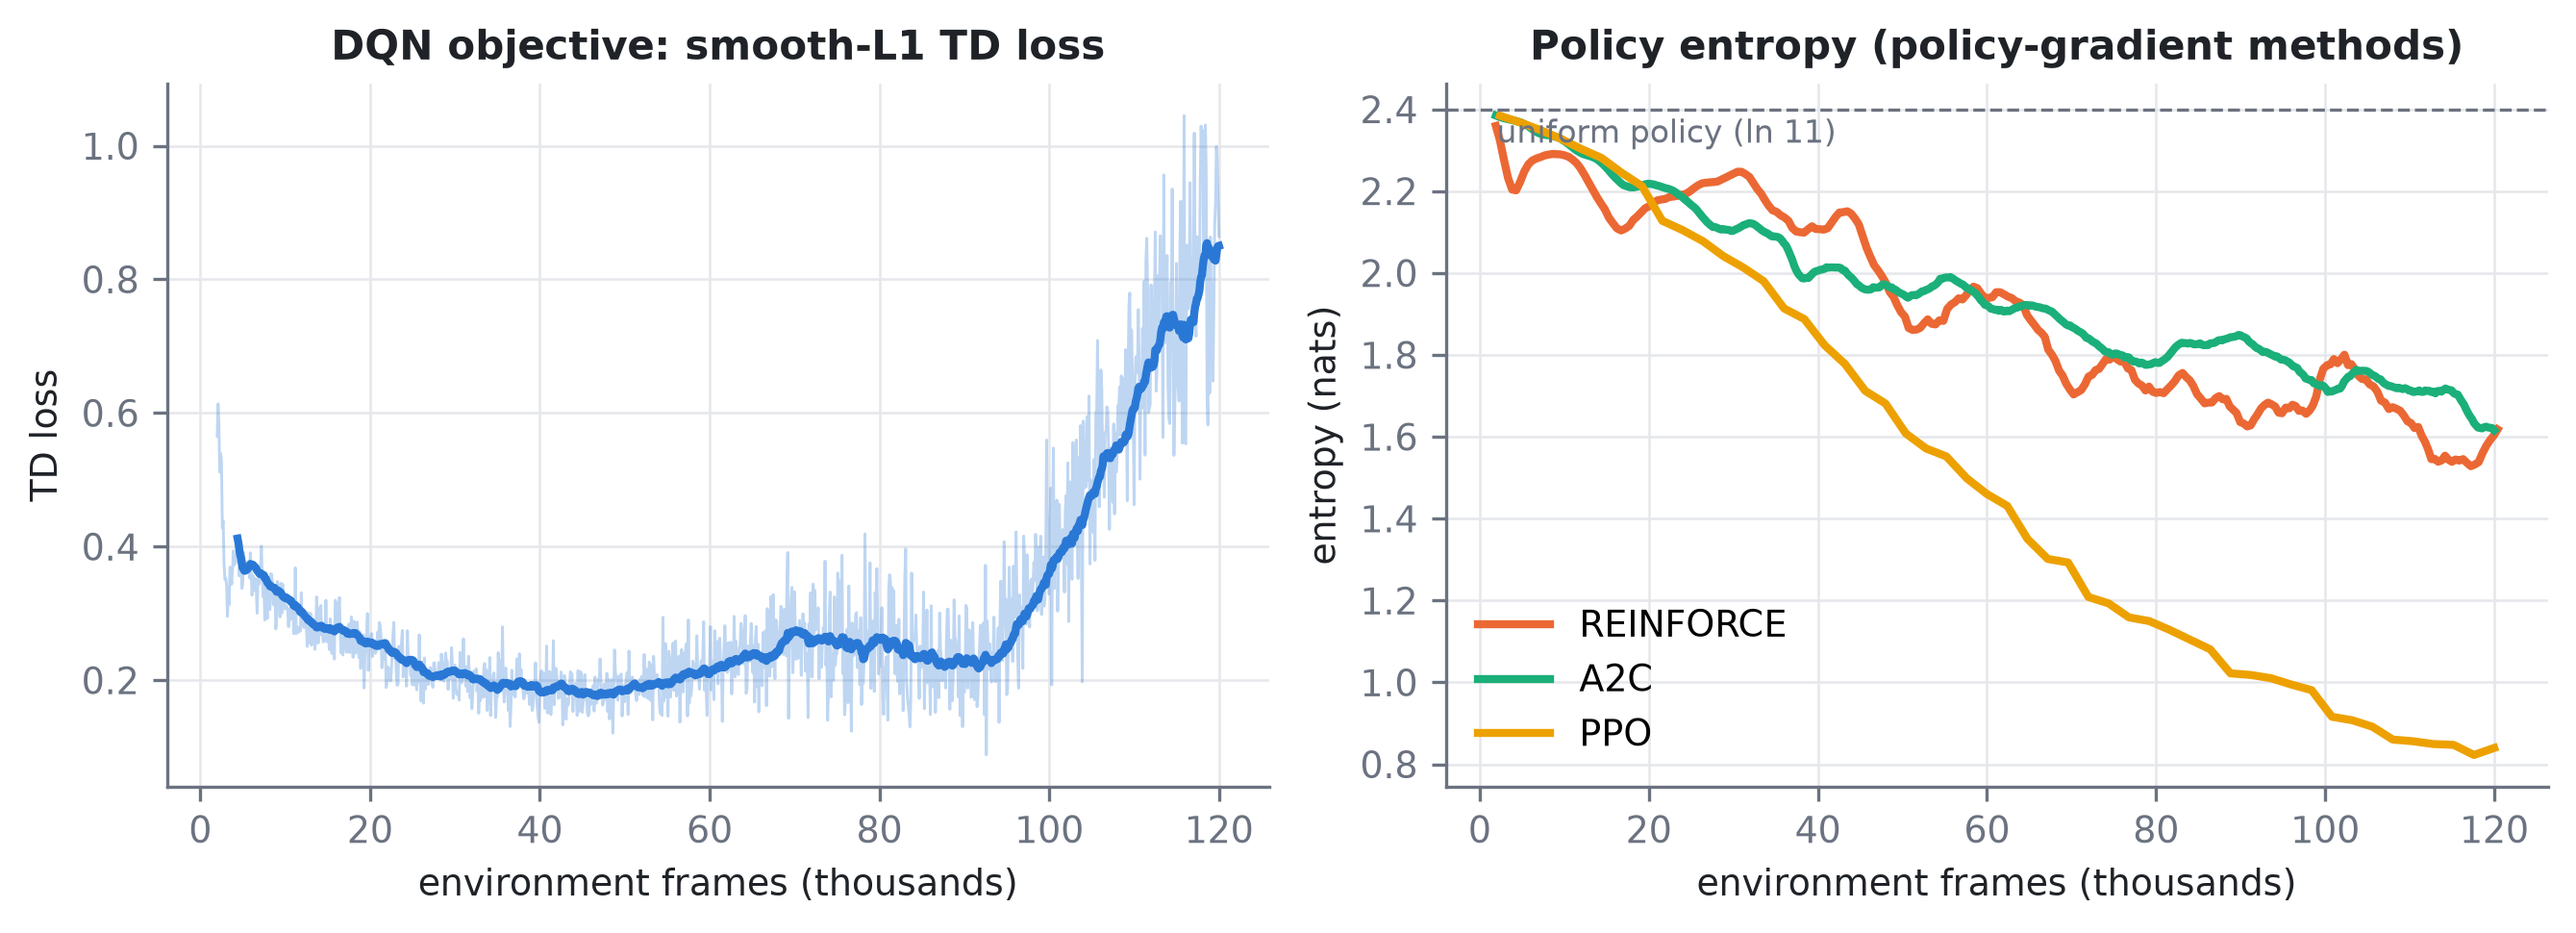 DQN objective: smooth-L1 TD loss
TD loss
1.0
0.8
0.6
0.4
0.2
0 20 40 60 80 100 120
environment frames (thousands)
Policy entropy (policy-gradient methods)
entropy (nats)
2.4
2.2
2.0
1.8
1.6
1.4
1.2
1.0
0.8
uniform policy (ln 11)
REINFORCE
A2C
PPO
0 20 40 60 80 100 120
environment frames (thousands)